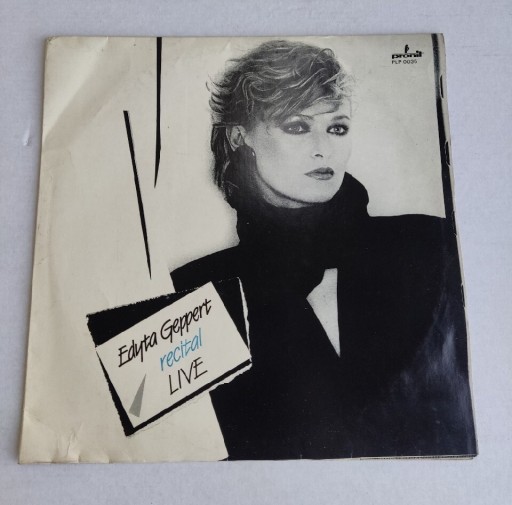 pronit
PLP 0035
Edyta Geppert
recital
LIVE